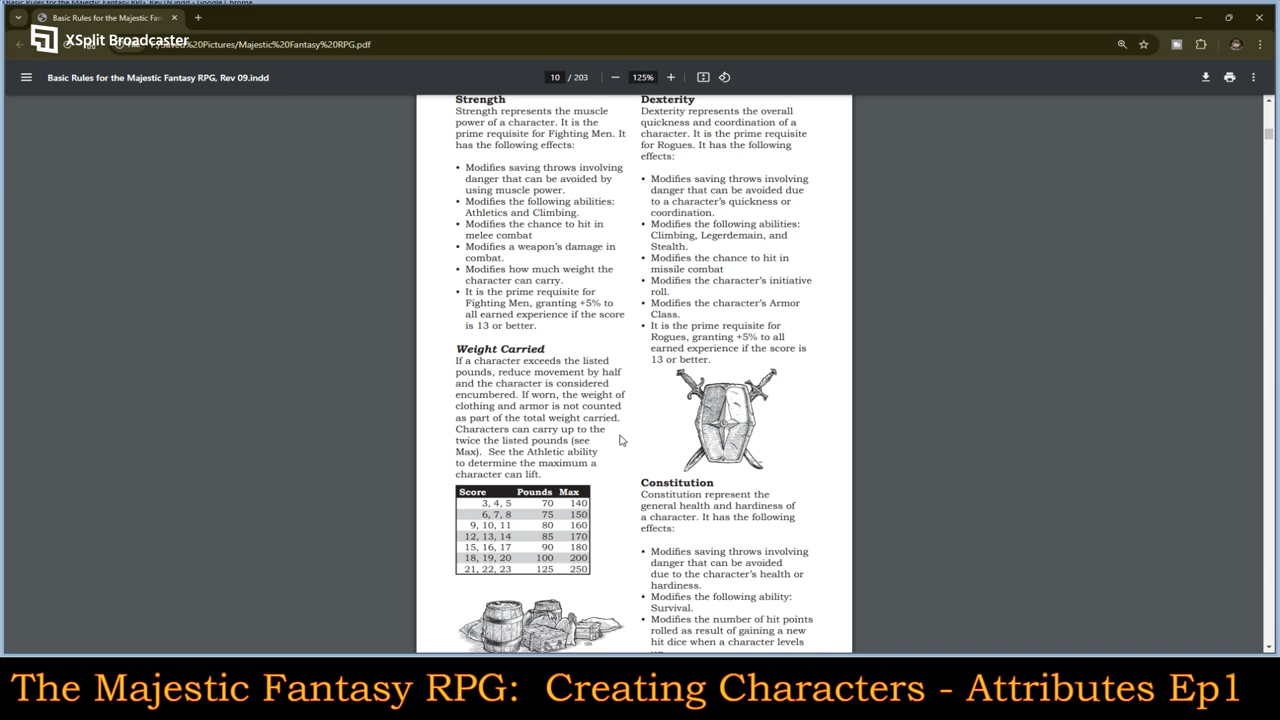 Basic Rules for the Majestic Fantasy RPG, Rev 09.indd - Google Chrome
Basic Rules for the Majestic Fan
XSplit Broadcaster
Pictures/Majestic%20Fantasy%20RPG.pdf
Basic Rules for the Majestic Fantasy RPG, Rev 09.indd
10 / 203
125%
Strength
Strength represents the muscle
power of a character. It is the
prime requisite for Fighting Men. It
has the following effects:
• Modifies saving throws involving
danger that can be avoided by
using muscle power.
• Modifies the following abilities:
Athletics and Climbing.
• Modifies the chance to hit in
melee combat
• Modifies a weapon's damage in
combat.
• Modifies how much weight the
character can carry.
• It is the prime requisite for
Fighting Men, granting +5% to
all earned experience if the score
is 13 or better.
Weight Carried
If a character exceeds the listed
pounds, reduce movement by half
and the character is considered
encumbered. If worn, the weight of
clothing and armor is not counted
as part of the total weight carried.
Characters can carry up to the
twice the listed pounds (see
Max). See the Athletic ability
to determine the maximum a
character can lift.
Score Pounds Max
3, 4, 5 70 140
6, 7, 8 75 150
9, 10, 11 80 160
12, 13, 14 85 170
15, 16, 17 90 180
18, 19, 20 100 200
21, 22, 23 125 250
Dexterity
Dexterity represents the overall
quickness and coordination of a
character. It is the prime requisite
for Rogues. It has the following
effects:
• Modifies saving throws involving
danger that can be avoided due
to a character's quickness or
coordination.
• Modifies the following abilities:
Climbing, Legerdemain, and
Stealth.
• Modifies the chance to hit in
missile combat
• Modifies the character's initiative
roll.
• Modifies the character's Armor
Class.
• It is the prime requisite for
Rogues, granting +5% to all
earned experience if the score is
13 or better.
Constitution
Constitution represent the
general health and hardiness of
a character. It has the following
effects:
• Modifies saving throws involving
danger that can be avoided
due to the character's health or
hardiness.
• Modifies the following ability:
Survival.
• Modifies the number of hit points
rolled as result of gaining a new
hit dice when a character levels
The Majestic Fantasy RPG: Creating Characters - Attributes Ep1